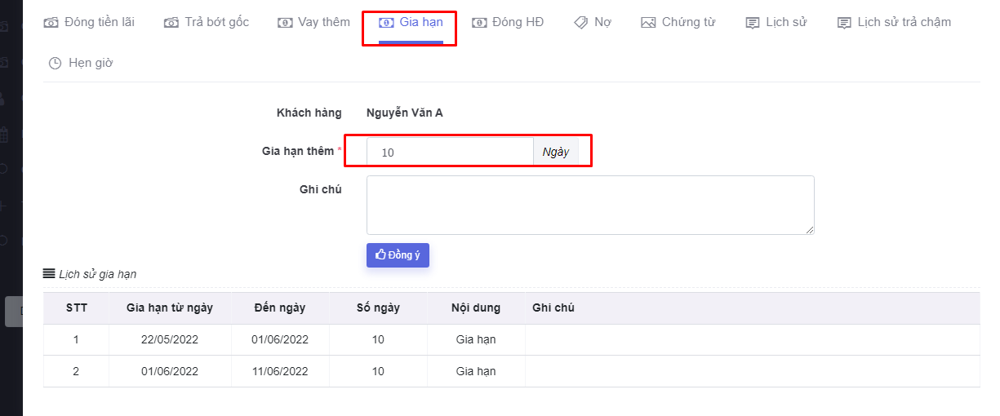 Đóng tiền lãi Trả bớt gốc Vay thêm Gia hạn Đóng HĐ Nợ Chứng từ Lịch sử Lịch sử trả chậm
Hẹn giờ
Khách hàng Nguyễn Văn A
Gia hạn thêm * 10 Ngày
Ghi chú
Đồng ý
Lịch sử gia hạn
STT Gia hạn từ ngày Đến ngày Số ngày Nội dung Ghi chú
1 22/05/2022 01/06/2022 10 Gia hạn
2 01/06/2022 11/06/2022 10 Gia hạn